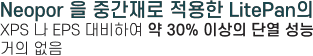 Neopor 을 중간재로 적용한 LitePan의
XPS 나 EPS 대비하여 약 30% 이상의 단열 성능
거의 없음